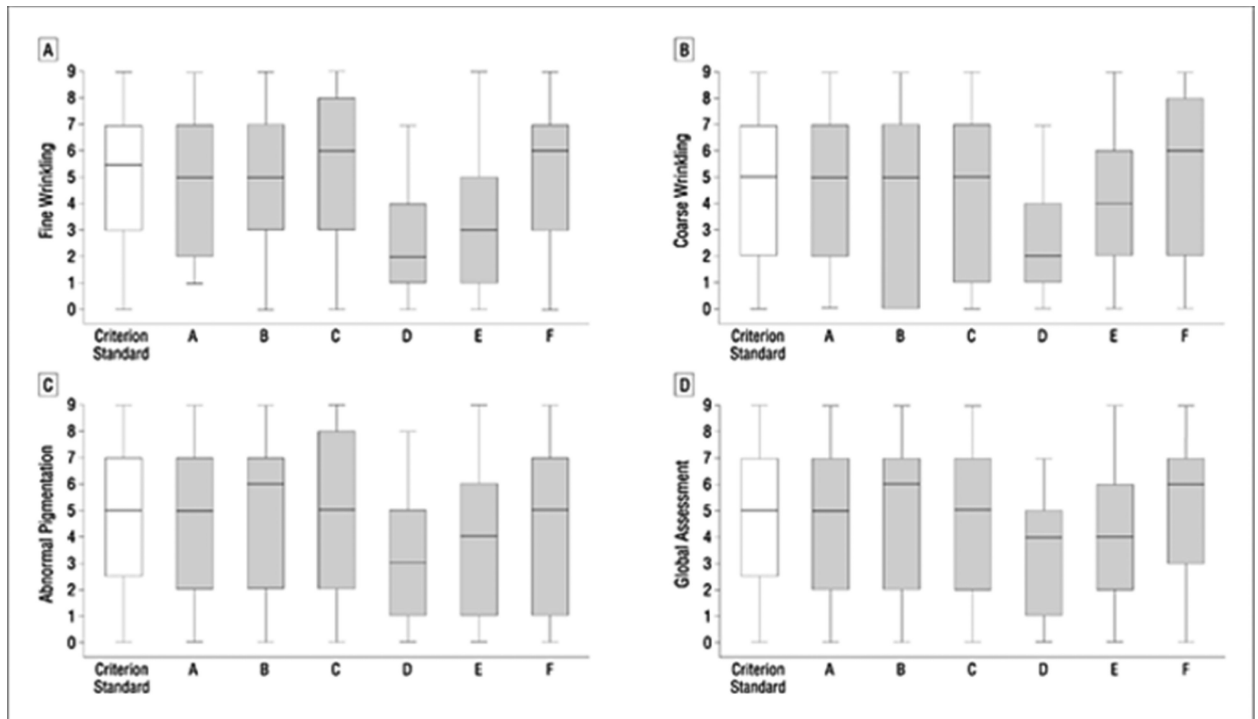 A
Fine Wrinkling
9
8
7
6
5
4
3
2
1
0
Criterion
Standard
A
B
C
D
E
F
B
Coarse Wrinkling
9
8
7
6
5
4
3
2
1
0
Criterion
Standard
A
B
C
D
E
F
C
Abnormal Pigmentation
9
8
7
6
5
4
3
2
1
0
Criterion
Standard
A
B
C
D
E
F
D
Global Assessment
9
8
7
6
5
4
3
2
1
0
Criterion
Standard
A
B
C
D
E
F